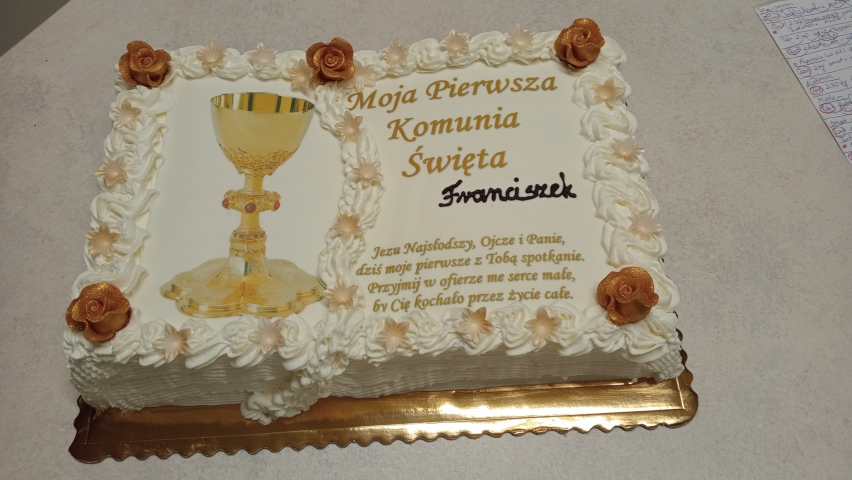 Moja Pierwsza
Komunia
Święta
Franciszek
Jezu Najsłodszy, Ojcze i Panie,
dziś moje pierwsze z Tobą spotkanie.
Przyjmij w ofierze me serce małe,
by Cię kochało przez życie całe.